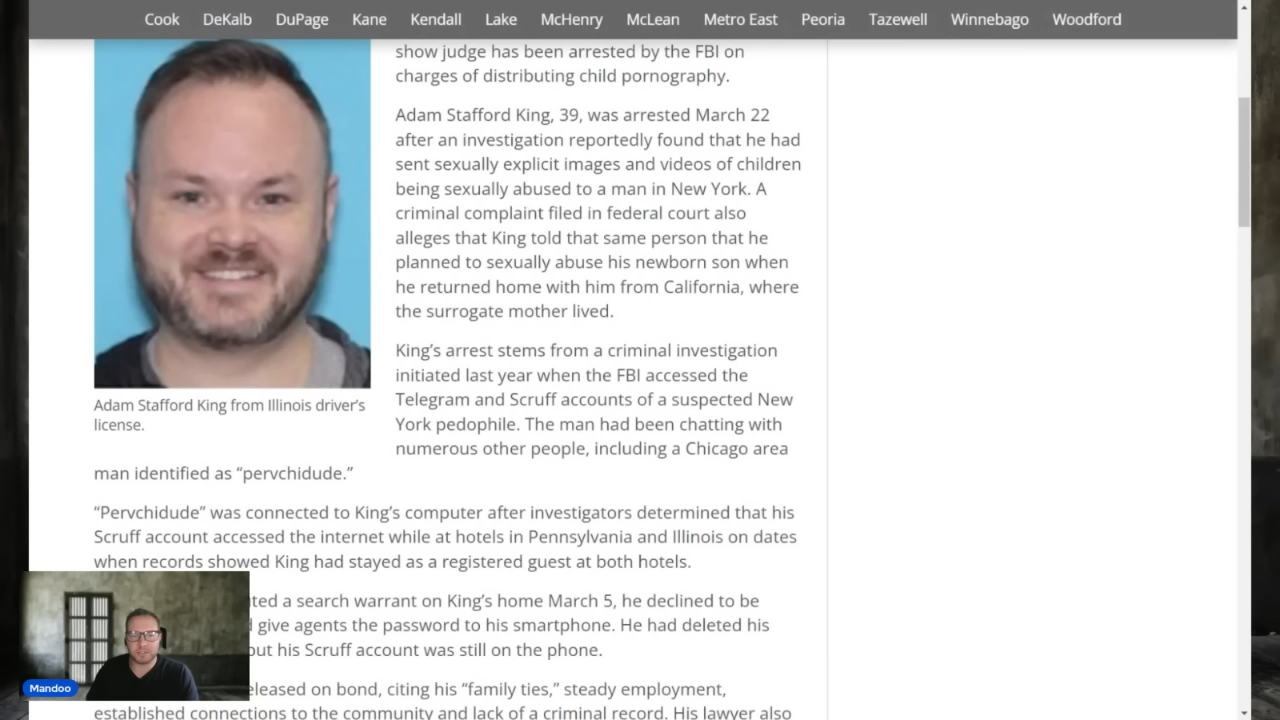 Cook DeKalb DuPage Kane Kendall Lake McHenry McLean Metro East Peoria Tazewell Winnebago Woodford
show judge has been arrested by the FBI on
charges of distributing child pornography.
Adam Stafford King, 39, was arrested March 22
after an investigation reportedly found that he had
sent sexually explicit images and videos of children
being sexually abused to a man in New York. A
criminal complaint filed in federal court also
alleges that King told that same person that he
planned to sexually abuse his newborn son when
he returned home with him from California, where
the surrogate mother lived.
King’s arrest stems from a criminal investigation
initiated last year when the FBI accessed the
Telegram and Scruff accounts of a suspected New
York pedophile. The man had been chatting with
numerous other people, including a Chicago area
man identified as “pervchidude.”
Adam Stafford King from Illinois driver’s
license.
“Pervchidude” was connected to King’s computer after investigators determined that his
Scruff account accessed the internet while at hotels in Pennsylvania and Illinois on dates
when records showed King had stayed as a registered guest at both hotels.
a search warrant on King’s home March 5, he declined to be
give agents the password to his smartphone. He had deleted his
but his Scruff account was still on the phone.
on bond, citing his “family ties,” steady employment,
established connections to the community and lack of a criminal record. His lawyer also
Mandoo